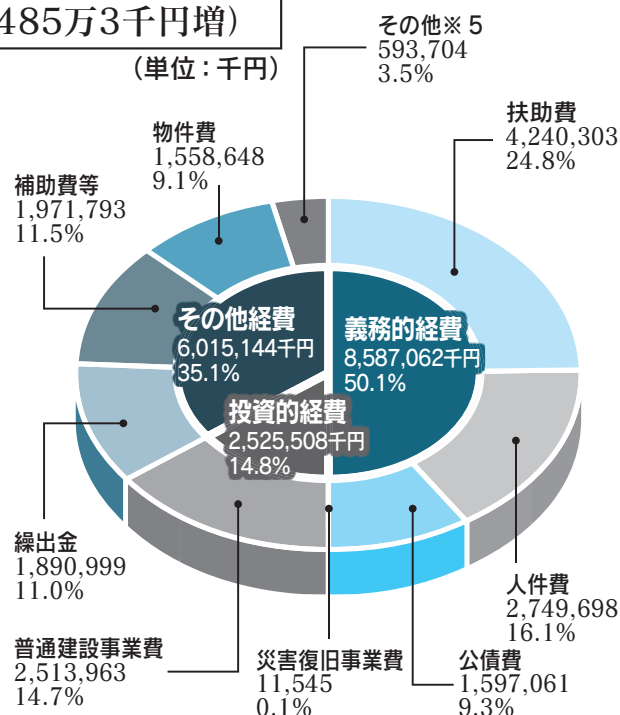 485万3千円増）
（単位：千円）
その他※５
593,704
3.5%
扶助費
4,240,303
24.8%
物件費
1,558,648
9.1%
補助費等
1,971,793
11.5%
その他経費
6,015,144千円
35.1%
義務的経費
8,587,062千円
50.1%
投資的経費
2,525,508千円
14.8%
繰出金
1,890,999
11.0%
人件費
2,749,698
16.1%
普通建設事業費
2,513,963
14.7%
災害復旧事業費
11,545
0.1%
公債費
1,597,061
9.3%